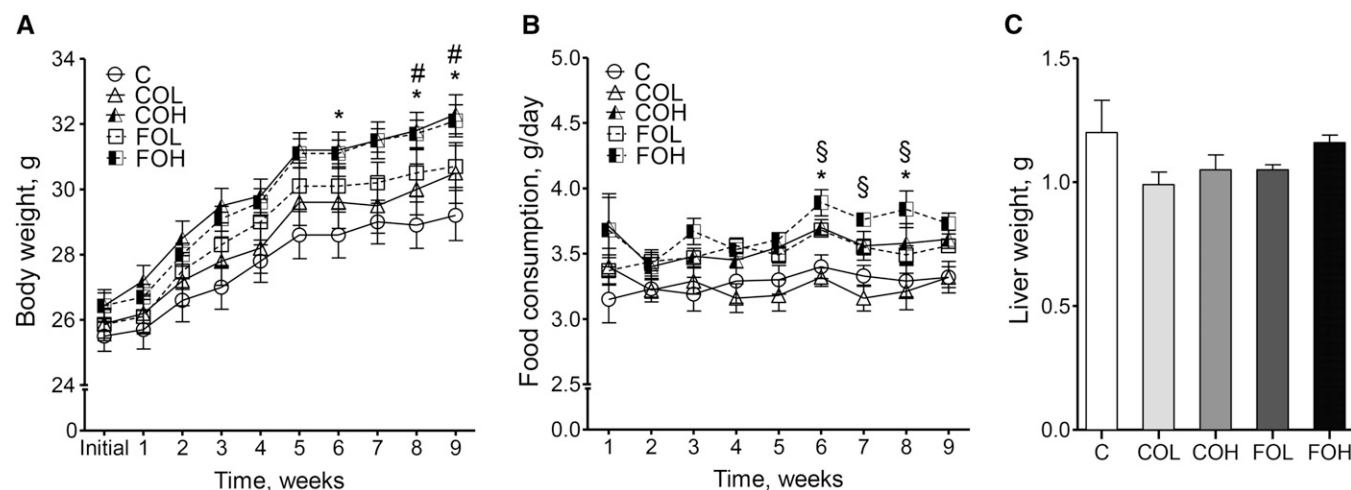 A
Body weight, g
34
32
30
28
26
24
0
C
COL
COH
FOL
FOH
*
#
*
#
*
Initial 1 2 3 4 5 6 7 8 9
Time, weeks
B
Food consumption, g/day
5.0
4.5
4.0
3.5
3.0
2.5
0.0
C
COL
COH
FOL
FOH
§
*
§
§
*
1 2 3 4 5 6 7 8 9
Time, weeks
C
Liver weight, g
1.5
1.0
0.5
0.0
C COL COH FOL FOH